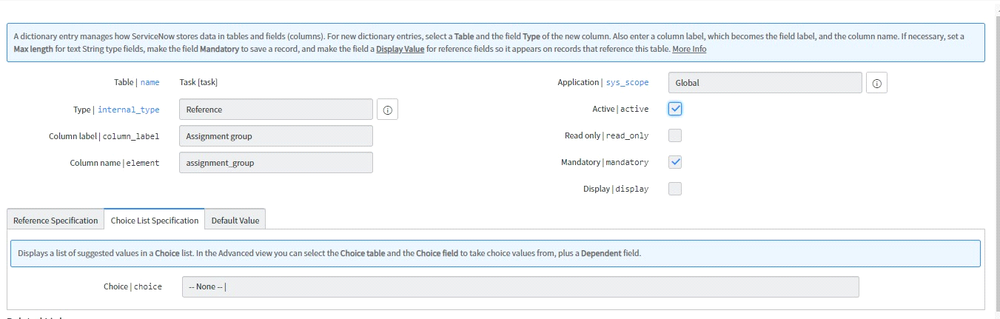 A dictionary entry manages how ServiceNow stores data in tables and fields (columns). For new dictionary entries, select a Table and the field Type of the new column. Also enter a column label, which becomes the field label, and the column name. If necessary, set a
Max length for text String type fields, make the field Mandatory to save a record, and make the field a Display Value for reference fields so it appears on records that reference this table. More Info
Table | name Task [task]
Application | sys_scope Global
Type | internal_type Reference
Active | active
Column label | column_label Assignment group
Read only | read_only
Column name | element assignment_group
Mandatory | mandatory
Display | display
Reference Specification Choice List Specification Default Value
Displays a list of suggested values in a Choice list. In the Advanced view you can select the Choice table and the Choice field to take choice values from, plus a Dependent field.
Choice | choice -- None -- |